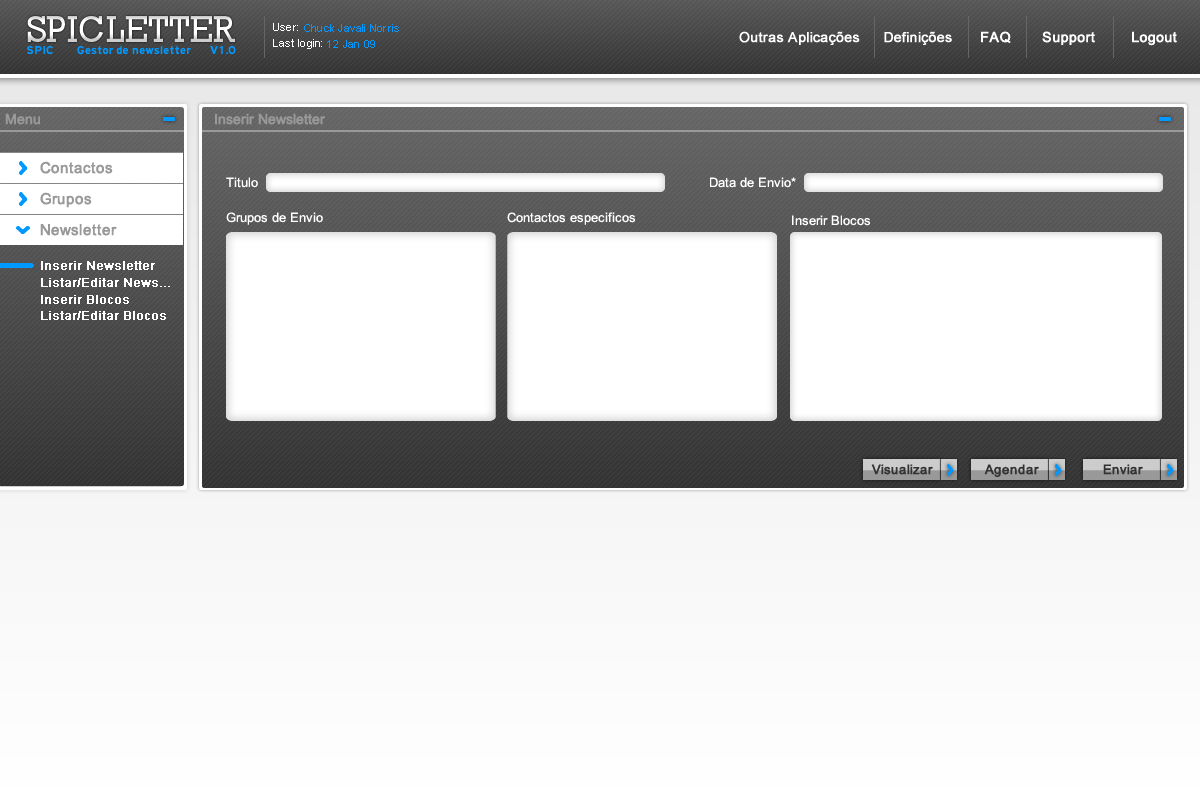 SPICLETTER
SPIC Gestor de newsletter V1.0
User: Chuck Javali Norris
Last login: 12 Jan 09
Outras Aplicações Definições FAQ Support Logout
Menu
Contactos
Grupos
Newsletter
Inserir Newsletter
Listar/Editar News...
Inserir Blocos
Listar/Editar Blocos
Inserir Newsletter
Titulo Data de Envio*
Grupos de Envio Contactos especificos Inserir Blocos
Visualizar Agendar Enviar